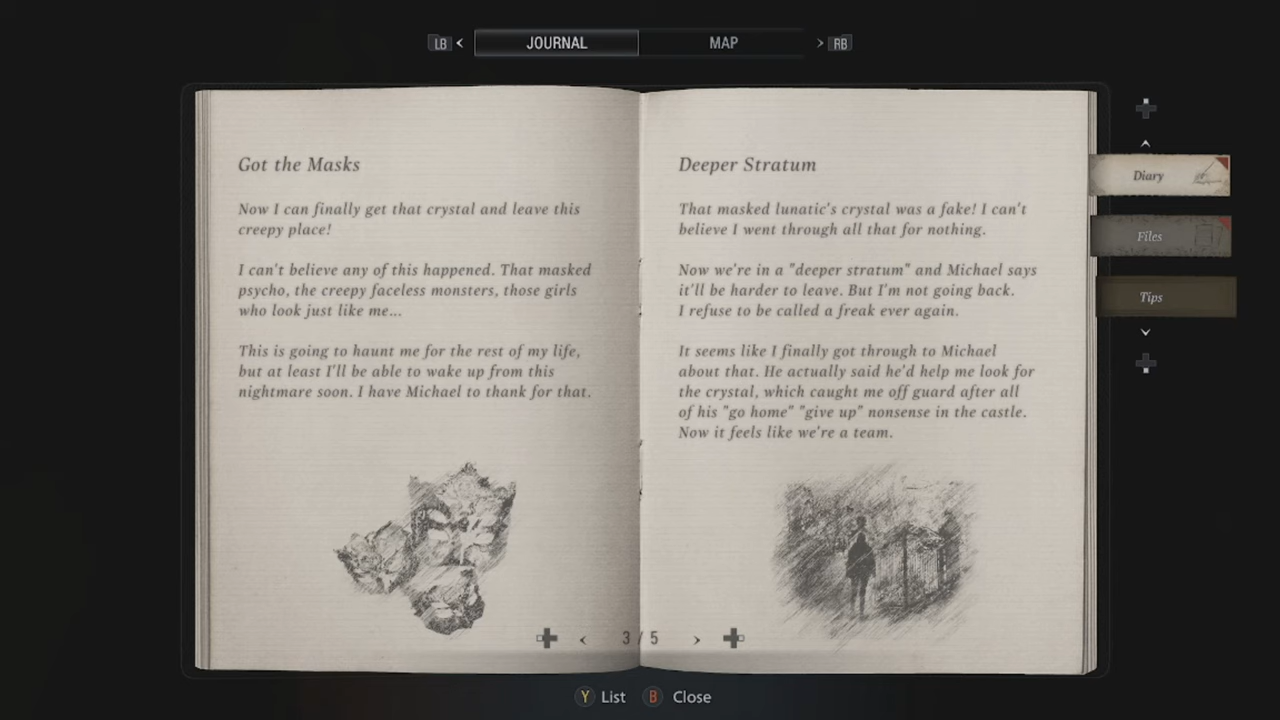 LB
JOURNAL
MAP
RB
Got the Masks
Now I can finally get that crystal and leave this
creepy place!
I can't believe any of this happened. That masked
psycho, the creepy faceless monsters, those girls
who look just like me...
This is going to haunt me for the rest of my life,
but at least I'll be able to wake up from this
nightmare soon. I have Michael to thank for that.
Deeper Stratum
That masked lunatic's crystal was a fake! I can't
believe I went through all that for nothing.
Now we're in a "deeper stratum" and Michael says
it'll be harder to leave. But I'm not going back.
I refuse to be called a freak ever again.
It seems like I finally got through to Michael
about that. He actually said he'd help me look for
the crystal, which caught me off guard after all
of his "go home" "give up" nonsense in the castle.
Now it feels like we're a team.
Diary
Files
Tips
3 / 5
Y List B Close